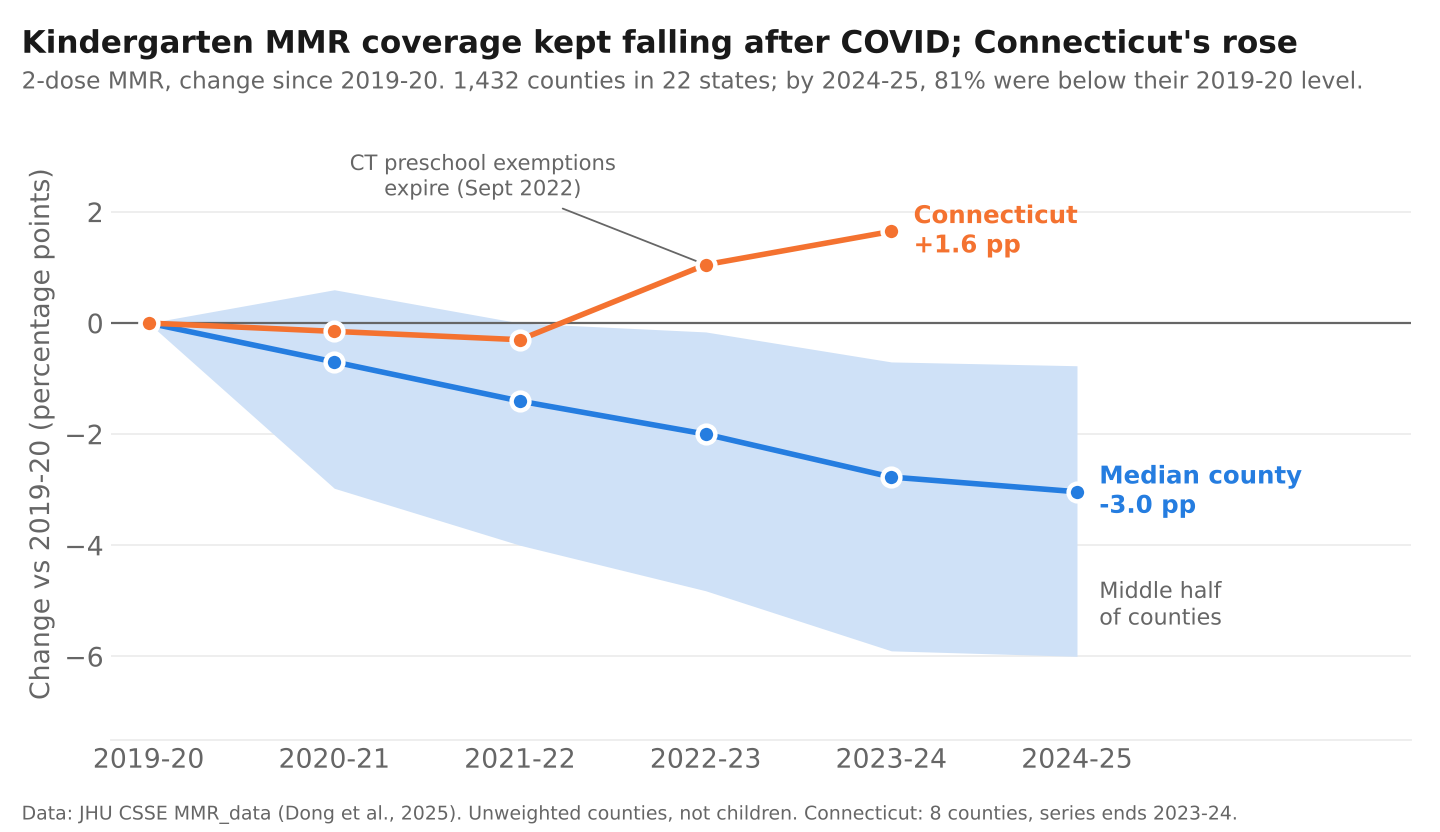 Kindergarten MMR coverage kept falling after COVID; Connecticut's rose
2-dose MMR, change since 2019-20. 1,432 counties in 22 states; by 2024-25, 81% were below their 2019-20 level.
CT preschool exemptions
expire (Sept 2022)
Change vs 2019-20 (percentage points)
2
0
−2
−4
−6
Connecticut
+1.6 pp
Median county
-3.0 pp
Middle half
of counties
2019-20
2020-21
2021-22
2022-23
2023-24
2024-25
Data: JHU CSSE MMR_data (Dong et al., 2025). Unweighted counties, not children. Connecticut: 8 counties, series ends 2023-24.